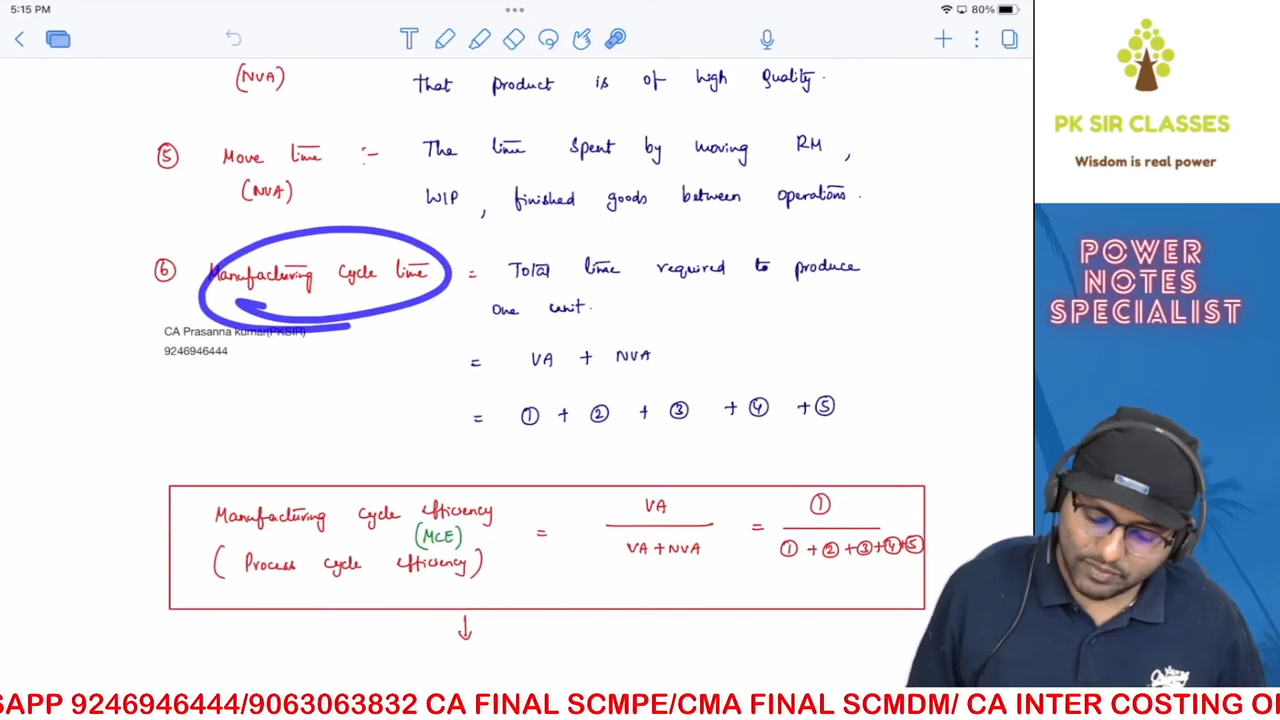 5:15 PM
80%
PK SIR CLASSES
Wisdom is real power
POWER
NOTES
SPECIALIST
(NVA) That product is of high Quality.
⑤ Move time :- The time spent by moving RM,
(NVA) WIP, finished goods between operations.
⑥ Manufacturing Cycle time = Total time required to produce
one unit.
CA Prasanna kumar(PKSIR)
9246946444
= VA + NVA
= ① + ② + ③ + ④ + ⑤
Manufacturing cycle efficiency (MCE) = VA / VA + NVA = ① / ① + ② + ③ + ④ + ⑤
(Process cycle efficiency)
↓
SAPP 9246946444/9063063832 CA FINAL SCMPE/CMA FINAL SCMDM/ CA INTER COSTING